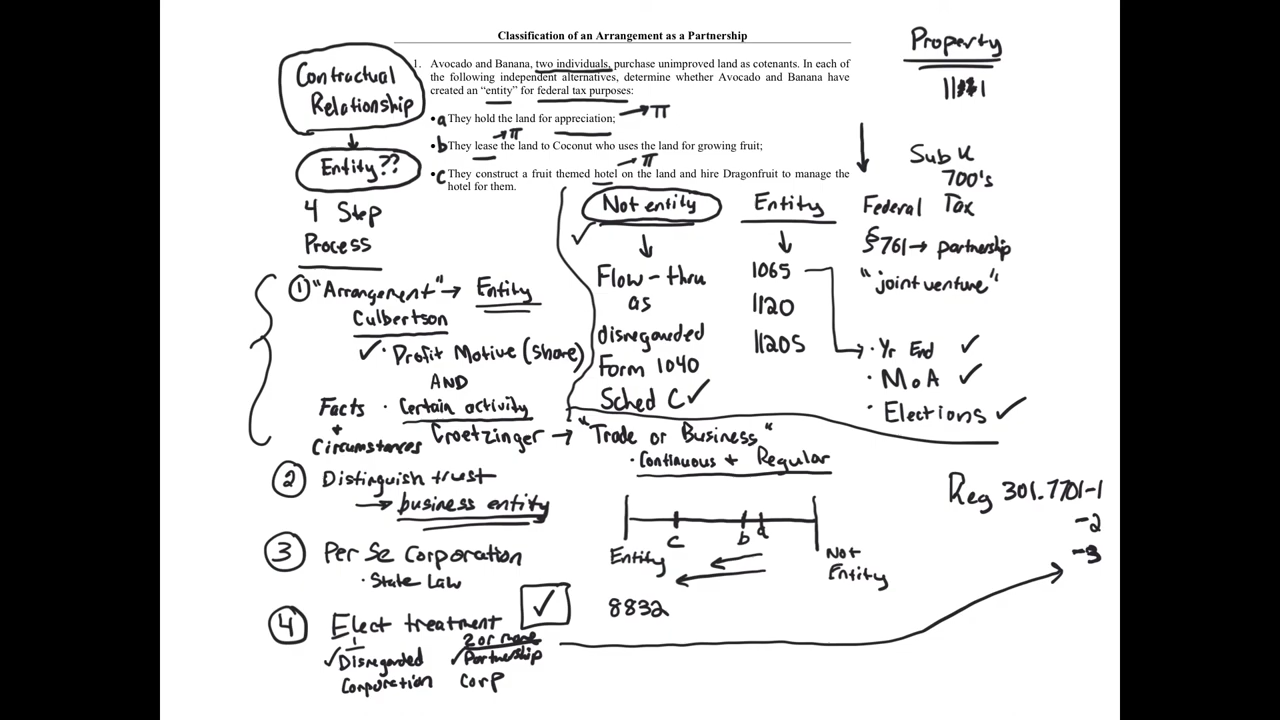 Classification of an Arrangement as a Partnership
1. Avocado and Banana, two individuals, purchase unimproved land as cotenants. In each of
the following independent alternatives, determine whether Avocado and Banana have
created an “entity” for federal tax purposes:
•a They hold the land for appreciation; → π
→ π
•b They lease the land to Coconut who uses the land for growing fruit;
→ π
•c They construct a fruit themed hotel on the land and hire Dragonfruit to manage the
hotel for them.
Contractual
Relationship
Entity??
4 Step
Process
① "Arrangement" → Entity
Culbertson
✓ · Profit Motive (share)
AND
Facts · Certain activity
+
Circumstances Groetzinger → "Trade or Business"
· Continuous + Regular
② Distinguish trust
→ business entity
③ Per Se Corporation
· State Law
④ Elect treatment ✓
1
✓ Disregarded
Corporation
2 or more
✓ Partnership
Corp
Not entity
✓
Flow-thru
as
disregarded
Form 1040
Sched C ✓
Entity
1065
1120
1120S
· Yr End ✓
· MoA ✓
· Elections ✓
Property
Sub K
700's
Federal Tax
§761 → partnership
"joint venture"
c b a
Entity
Not
Entity
8832
Reg 301.7701-1
-2
-3